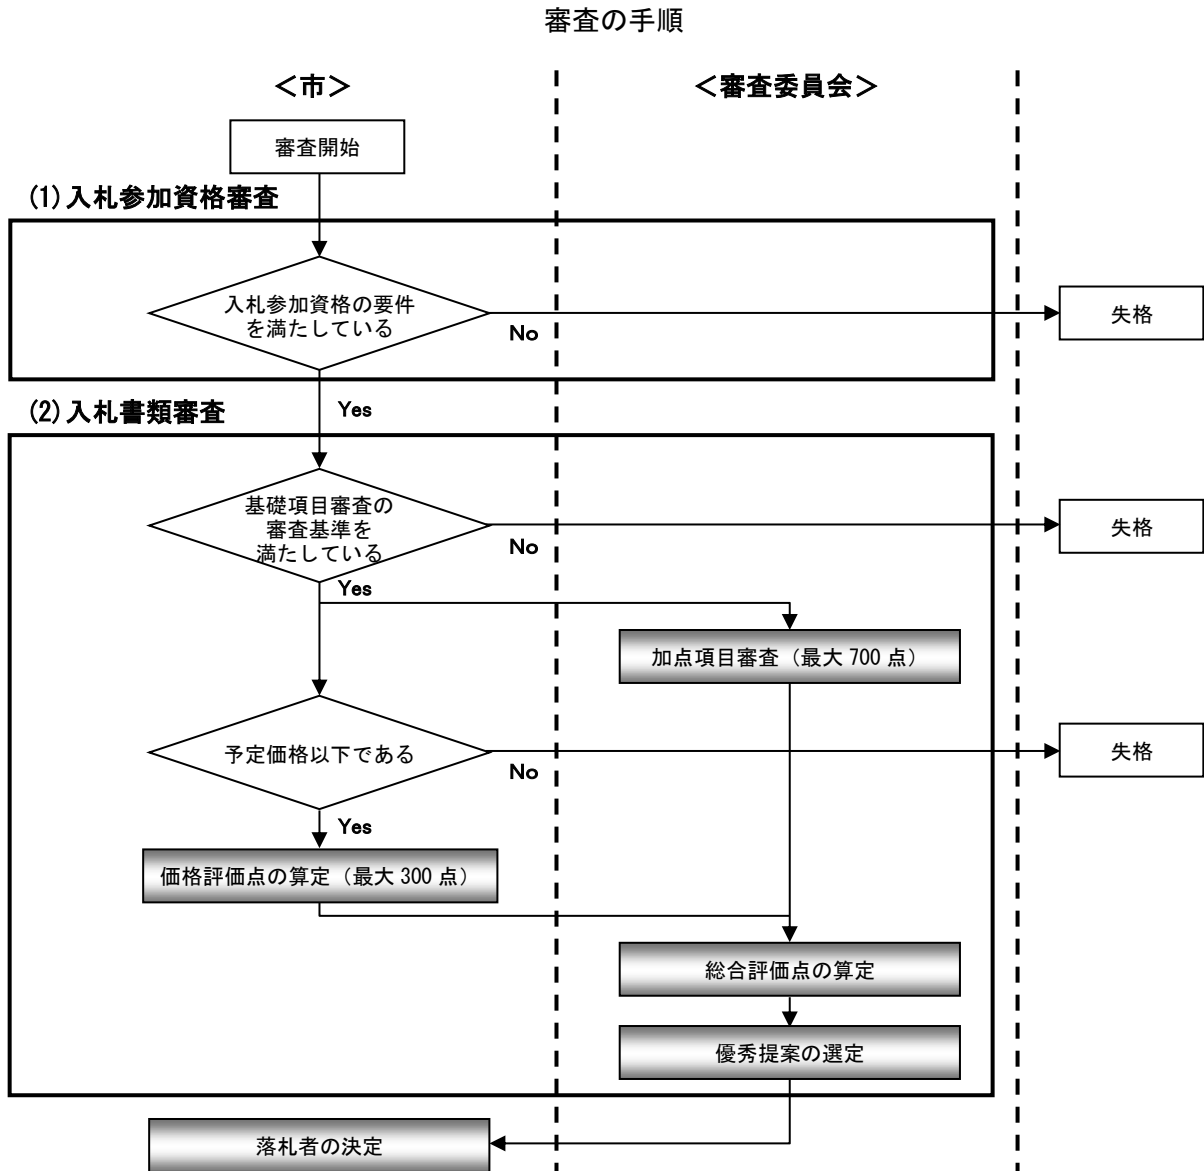 審査の手順
＜市＞
＜審査委員会＞
審査開始
(1)入札参加資格審査
入札参加資格の要件
を満たしている
No
失格
(2)入札書類審査
Yes
基礎項目審査の
審査基準を
満たしている
No
失格
Yes
加点項目審査（最大 700 点）
予定価格以下である
No
失格
Yes
価格評価点の算定（最大 300 点）
総合評価点の算定
優秀提案の選定
落札者の決定